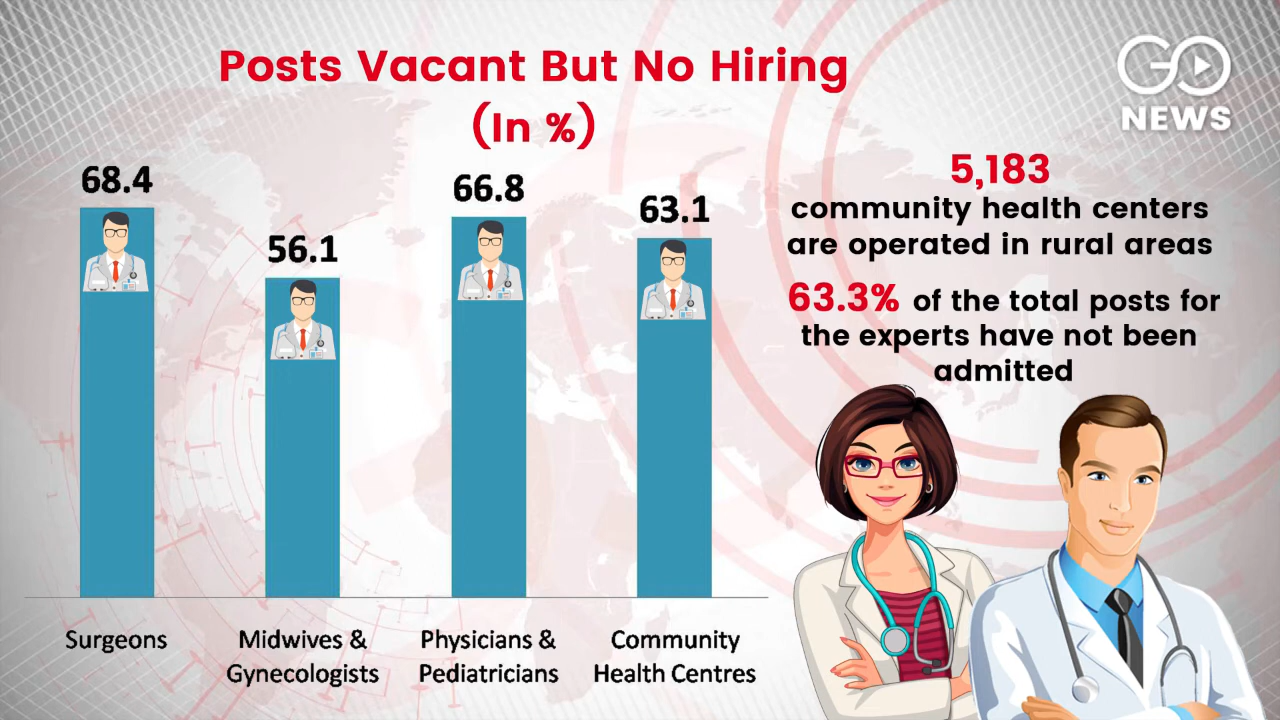 Posts Vacant But No Hiring
(In %)
GO
NEWS
68.4
56.1
66.8
63.1
Surgeons
Midwives &
Gynecologists
Physicians &
Pediatricians
Community
Health Centres
5,183
community health centers
are operated in rural areas
63.3% of the total posts for
the experts have not been
admitted